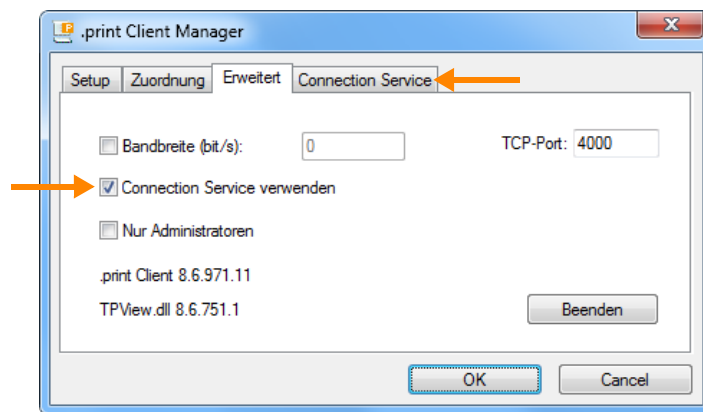 .print Client Manager
Setup Zuordnung Erweitert Connection Service
Bandbreite (bit/s): 0 TCP-Port: 4000
Connection Service verwenden
Nur Administratoren
.print Client 8.6.971.11
TPView.dll 8.6.751.1 Beenden
OK Cancel